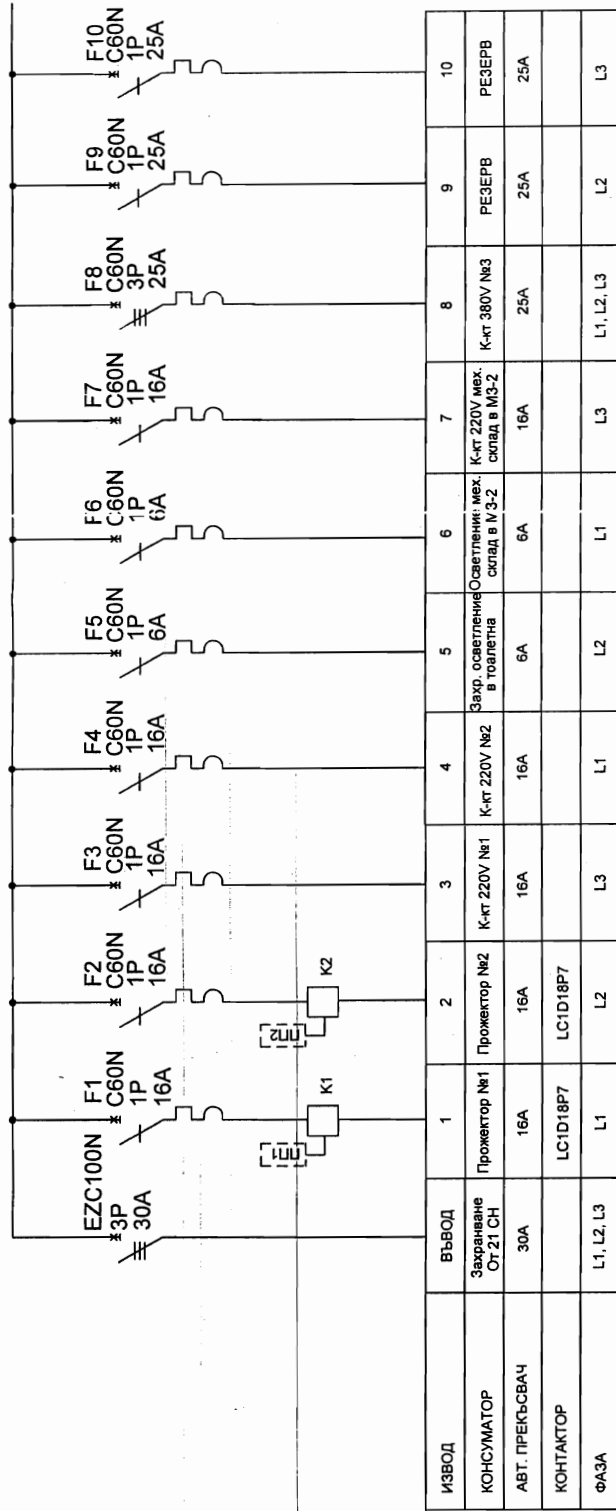 EZC100N
3P
30A
F1
C60N
1P
16A
F2
C60N
1P
16A
F3
C60N
1P
16A
F4
C60N
1P
16A
F5
C60N
1P
6A
F6
C60N
1P
6A
F7
C60N
1P
16A
F8
C60N
3P
25A
F9
C60N
1P
25A
F10
C60N
1P
25A
ПП1
K1
ПП2
K2
ИЗВОД ВЪВОД 1 2 3 4 5 6 7 8 9 10
КОНСУМАТОР
Захранване
От 21 СН
Прожектор №1
Прожектор №2
К-кт 220V №1
К-кт 220V №2
Захр. осветление
в тоалетна
Осветление мех.
склад в МЗ-2
К-кт 220V мех.
склад в МЗ-2
К-кт 380V №3
РЕЗЕРВ
РЕЗЕРВ
АВТ. ПРЕКЪСВАЧ 30A 16A 16A 16A 16A 6A 6A 16A 25A 25A 25A
КОНТАКТОР LC1D18P7 LC1D18P7
ФАЗА L1, L2, L3 L1 L2 L3 L1 L2 L1 L3 L1, L2, L3 L2 L3